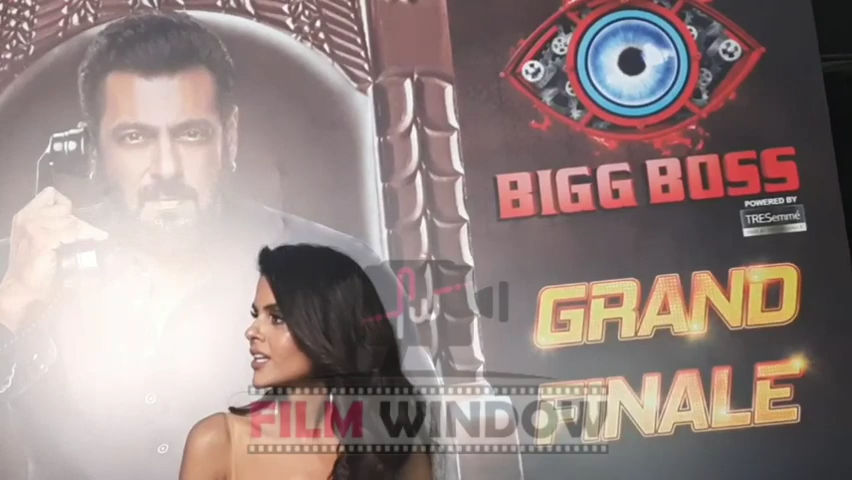 BIGG BOSS
POWERED BY
TRESemmé
GRAND
FINALE
FILM WINDOW